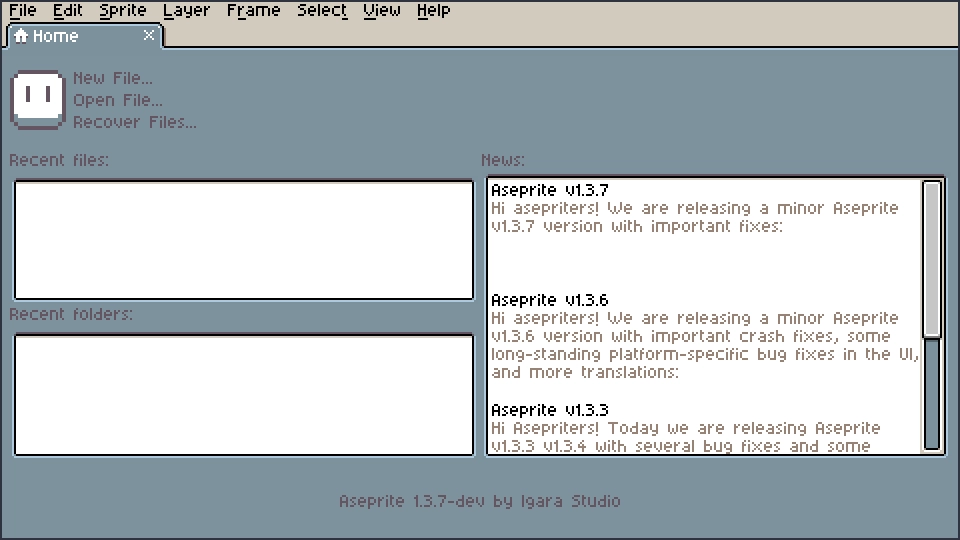 File Edit Sprite Layer Frame Select View Help
Home
New File...
Open File...
Recover Files...
Recent files:
Recent folders:
News:
Aseprite v1.3.7
Hi asepriters! We are releasing a minor Aseprite
v1.3.7 version with important fixes:
Aseprite v1.3.6
Hi asepriters! We are releasing a minor Aseprite
v1.3.6 version with important crash fixes, some
long-standing platform-specific bug fixes in the UI,
and more translations:
Aseprite v1.3.3
Hi Asepriters! Today we are releasing Aseprite
v1.3.3 v1.3.4 with several bug fixes and some
Aseprite 1.3.7-dev by Igara Studio